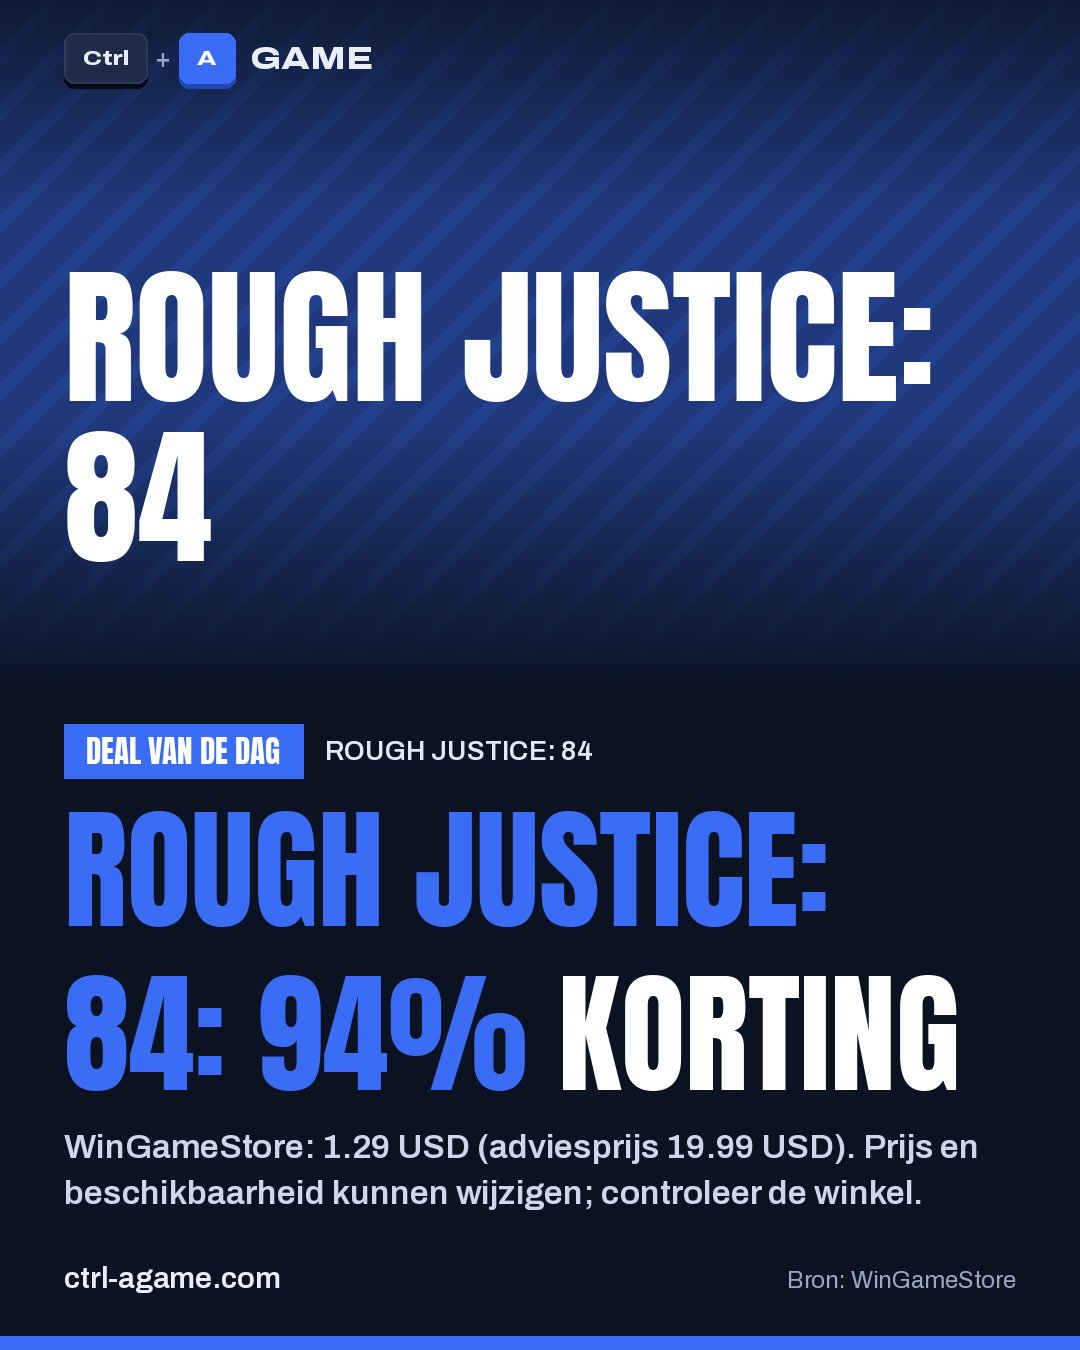 Ctrl + A GAME
ROUGH JUSTICE:
84
DEAL VAN DE DAG ROUGH JUSTICE: 84
ROUGH JUSTICE:
84: 94% KORTING
WinGameStore: 1.29 USD (adviesprijs 19.99 USD). Prijs en
beschikbaarheid kunnen wijzigen; controleer de winkel.
ctrl-agame.com Bron: WinGameStore